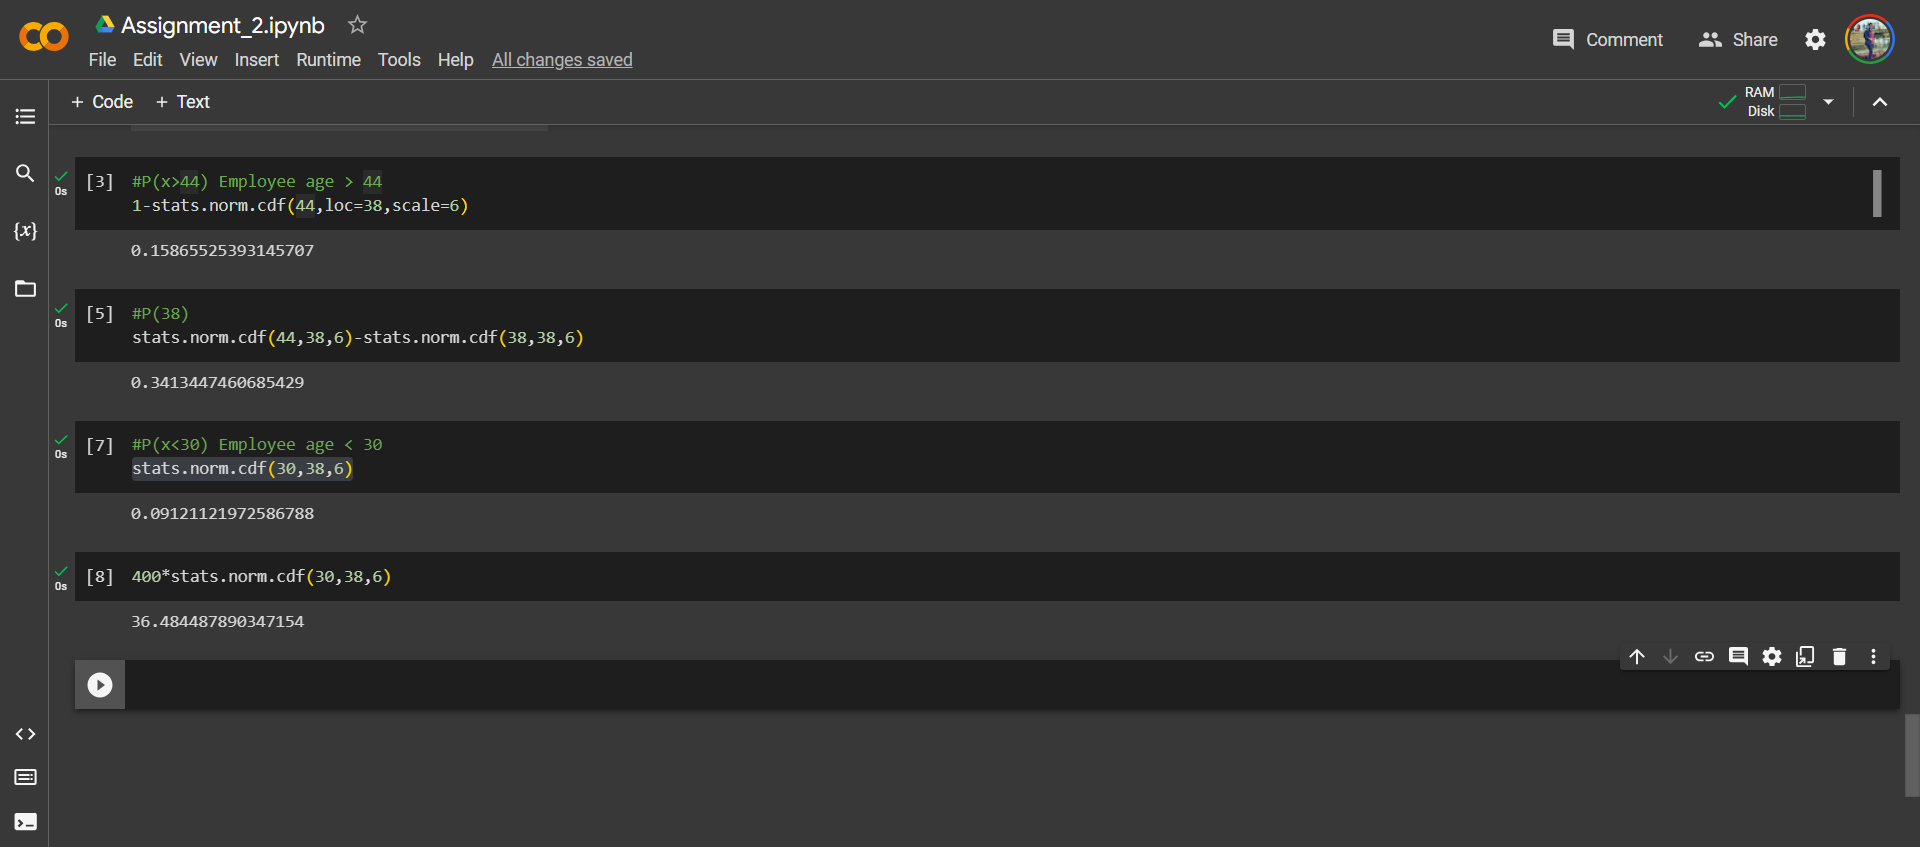 Assignment_2.ipynb
File Edit View Insert Runtime Tools Help All changes saved
Comment Share
+ Code + Text
RAM
Disk
0s
[3] #P(x>44) Employee age > 44
1-stats.norm.cdf(44,loc=38,scale=6)
0.15865525393145707
0s
[5] #P(38)
stats.norm.cdf(44,38,6)-stats.norm.cdf(38,38,6)
0.3413447460685429
0s
[7] #P(x<30) Employee age < 30
stats.norm.cdf(30,38,6)
0.09121121972586788
0s
[8] 400*stats.norm.cdf(30,38,6)
36.484487890347154
{x}